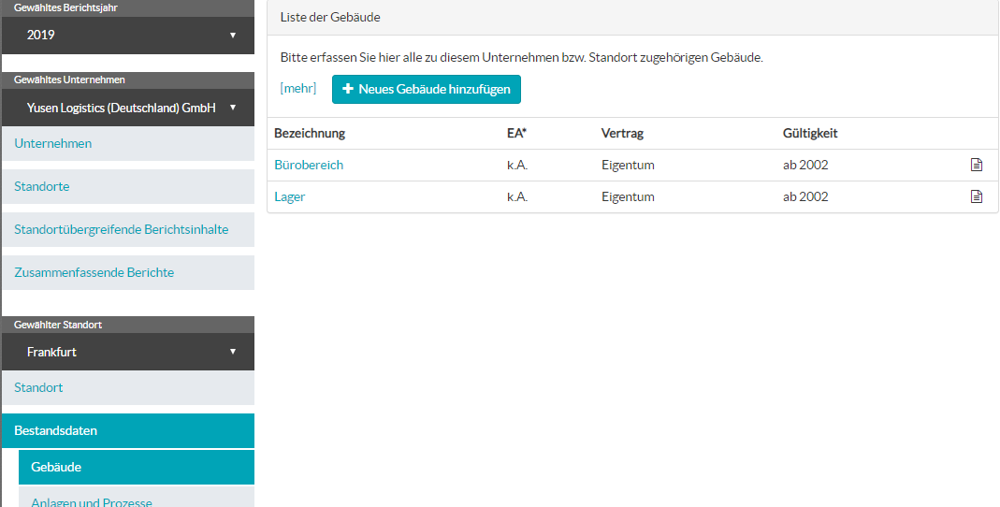 Gewähltes Berichtsjahr
2019
Gewähltes Unternehmen
Yusen Logistics (Deutschland) GmbH
Unternehmen
Standorte
Standortübergreifende Berichtsinhalte
Zusammenfassende Berichte
Gewählter Standort
Frankfurt
Standort
Bestandsdaten
Gebäude
Anlagen und Prozesse
Liste der Gebäude
Bitte erfassen Sie hier alle zu diesem Unternehmen bzw. Standort zugehörigen Gebäude.
[mehr] Neues Gebäude hinzufügen
Bezeichnung EA* Vertrag Gültigkeit
Bürobereich k.A. Eigentum ab 2002
Lager k.A. Eigentum ab 2002